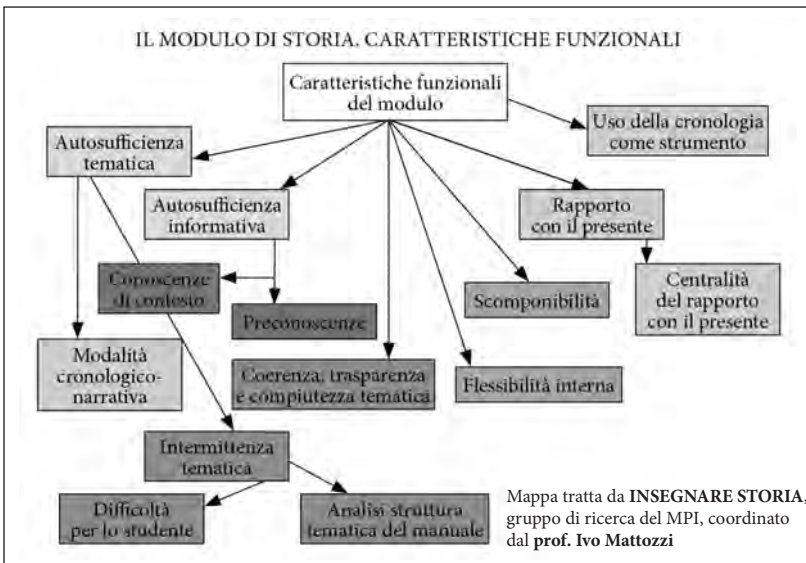 IL MODULO DI STORIA. CARATTERISTICHE FUNZIONALI
Caratteristiche funzionali
del modulo
Uso della cronologia
come strumento
Autosufficienza
tematica
Autosufficienza
informativa
Rapporto
con il presente
Conoscenze
di contesto
Preconoscenze
Scomponibilità
Centralità
del rapporto
con il presente
Modalità
cronologico-
narrativa
Coerenza, trasparenza
e compiutezza tematica
Flessibilità interna
Intermittenza
tematica
Difficoltà
per lo studente
Analisi struttura
tematica del manuale
Mappa tratta da INSEGNARE STORIA,
gruppo di ricerca del MPI, coordinato
dal prof. Ivo Mattozzi